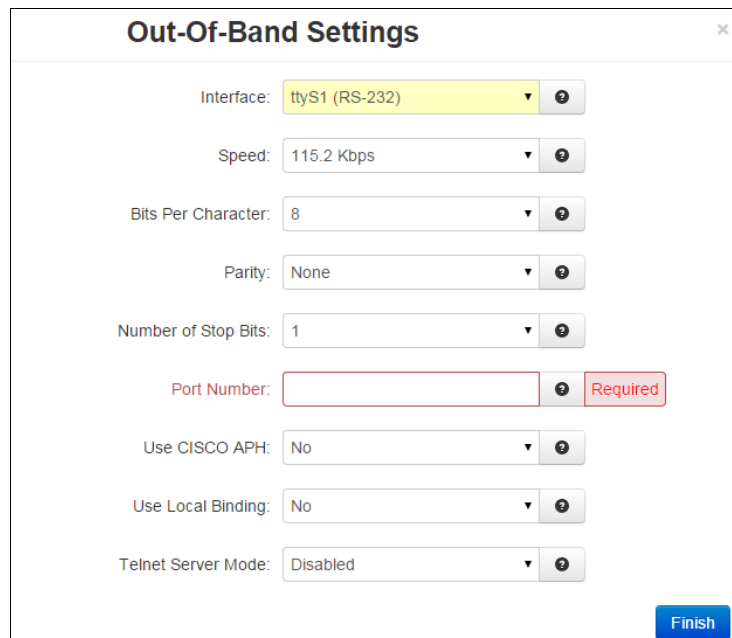 Out-Of-Band Settings ×
Interface: ttyS1 (RS-232)
Speed: 115.2 Kbps
Bits Per Character: 8
Parity: None
Number of Stop Bits: 1
Port Number: Required
Use CISCO APH: No
Use Local Binding: No
Telnet Server Mode: Disabled
Finish